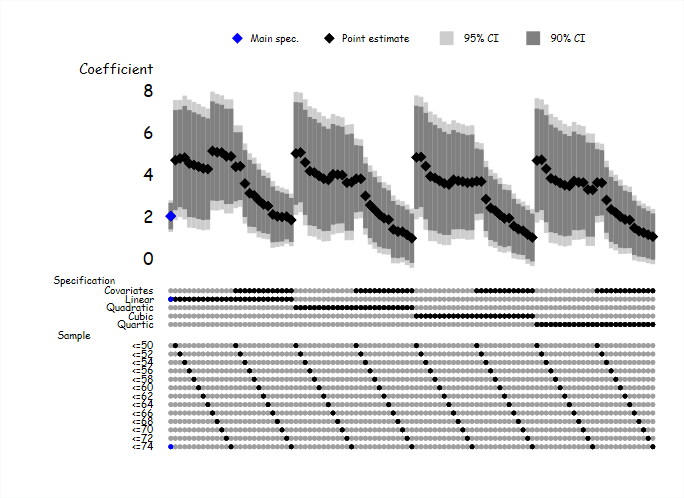 Main spec. Point estimate 95% CI 90% CI
Coefficient
8
6
4
2
0
Specification
Covariates
Linear
Quadratic
Cubic
Quartic
Sample
<=50
<=52
<=54
<=56
<=58
<=60
<=62
<=64
<=66
<=68
<=70
<=72
<=74